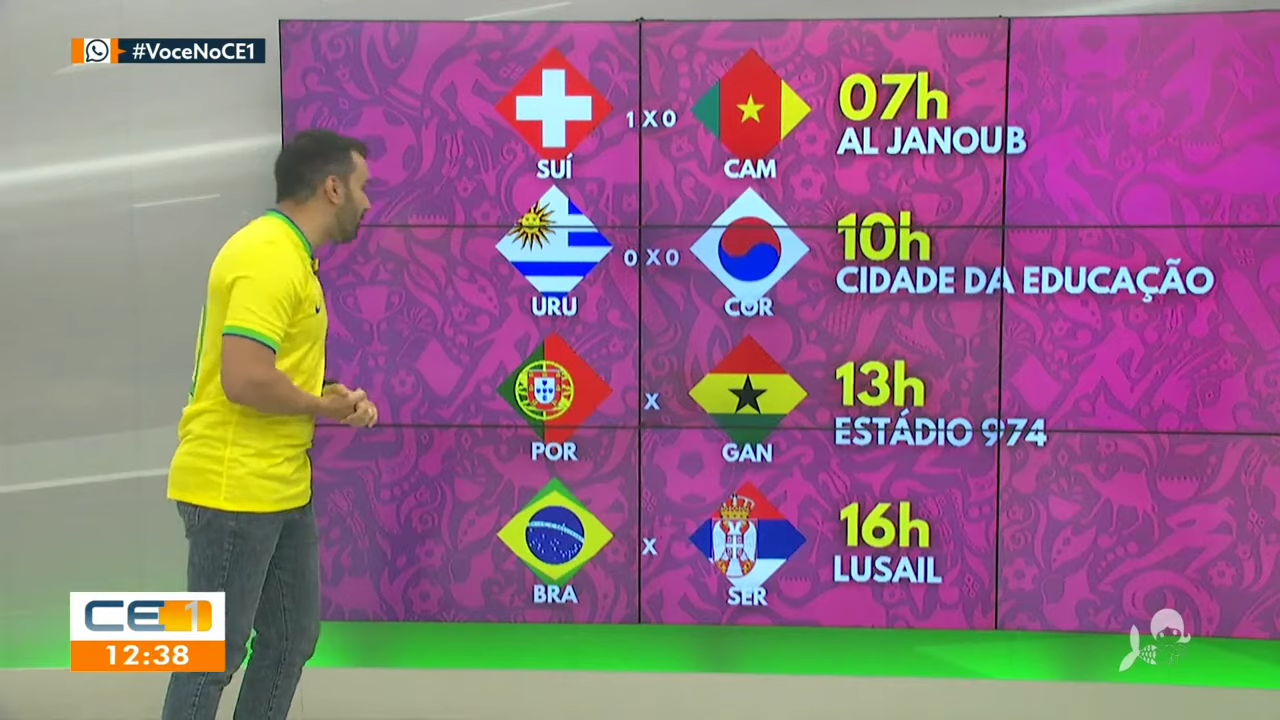 #VoceNoCE1
SUÍ
1 X 0
CAM
07h
AL JANOUB
URU
0 X 0
COR
10h
CIDADE DA EDUCAÇÃO
POR
X
GAN
13h
ESTÁDIO 974
BRA
X
SER
16h
LUSAIL
CE1
12:38